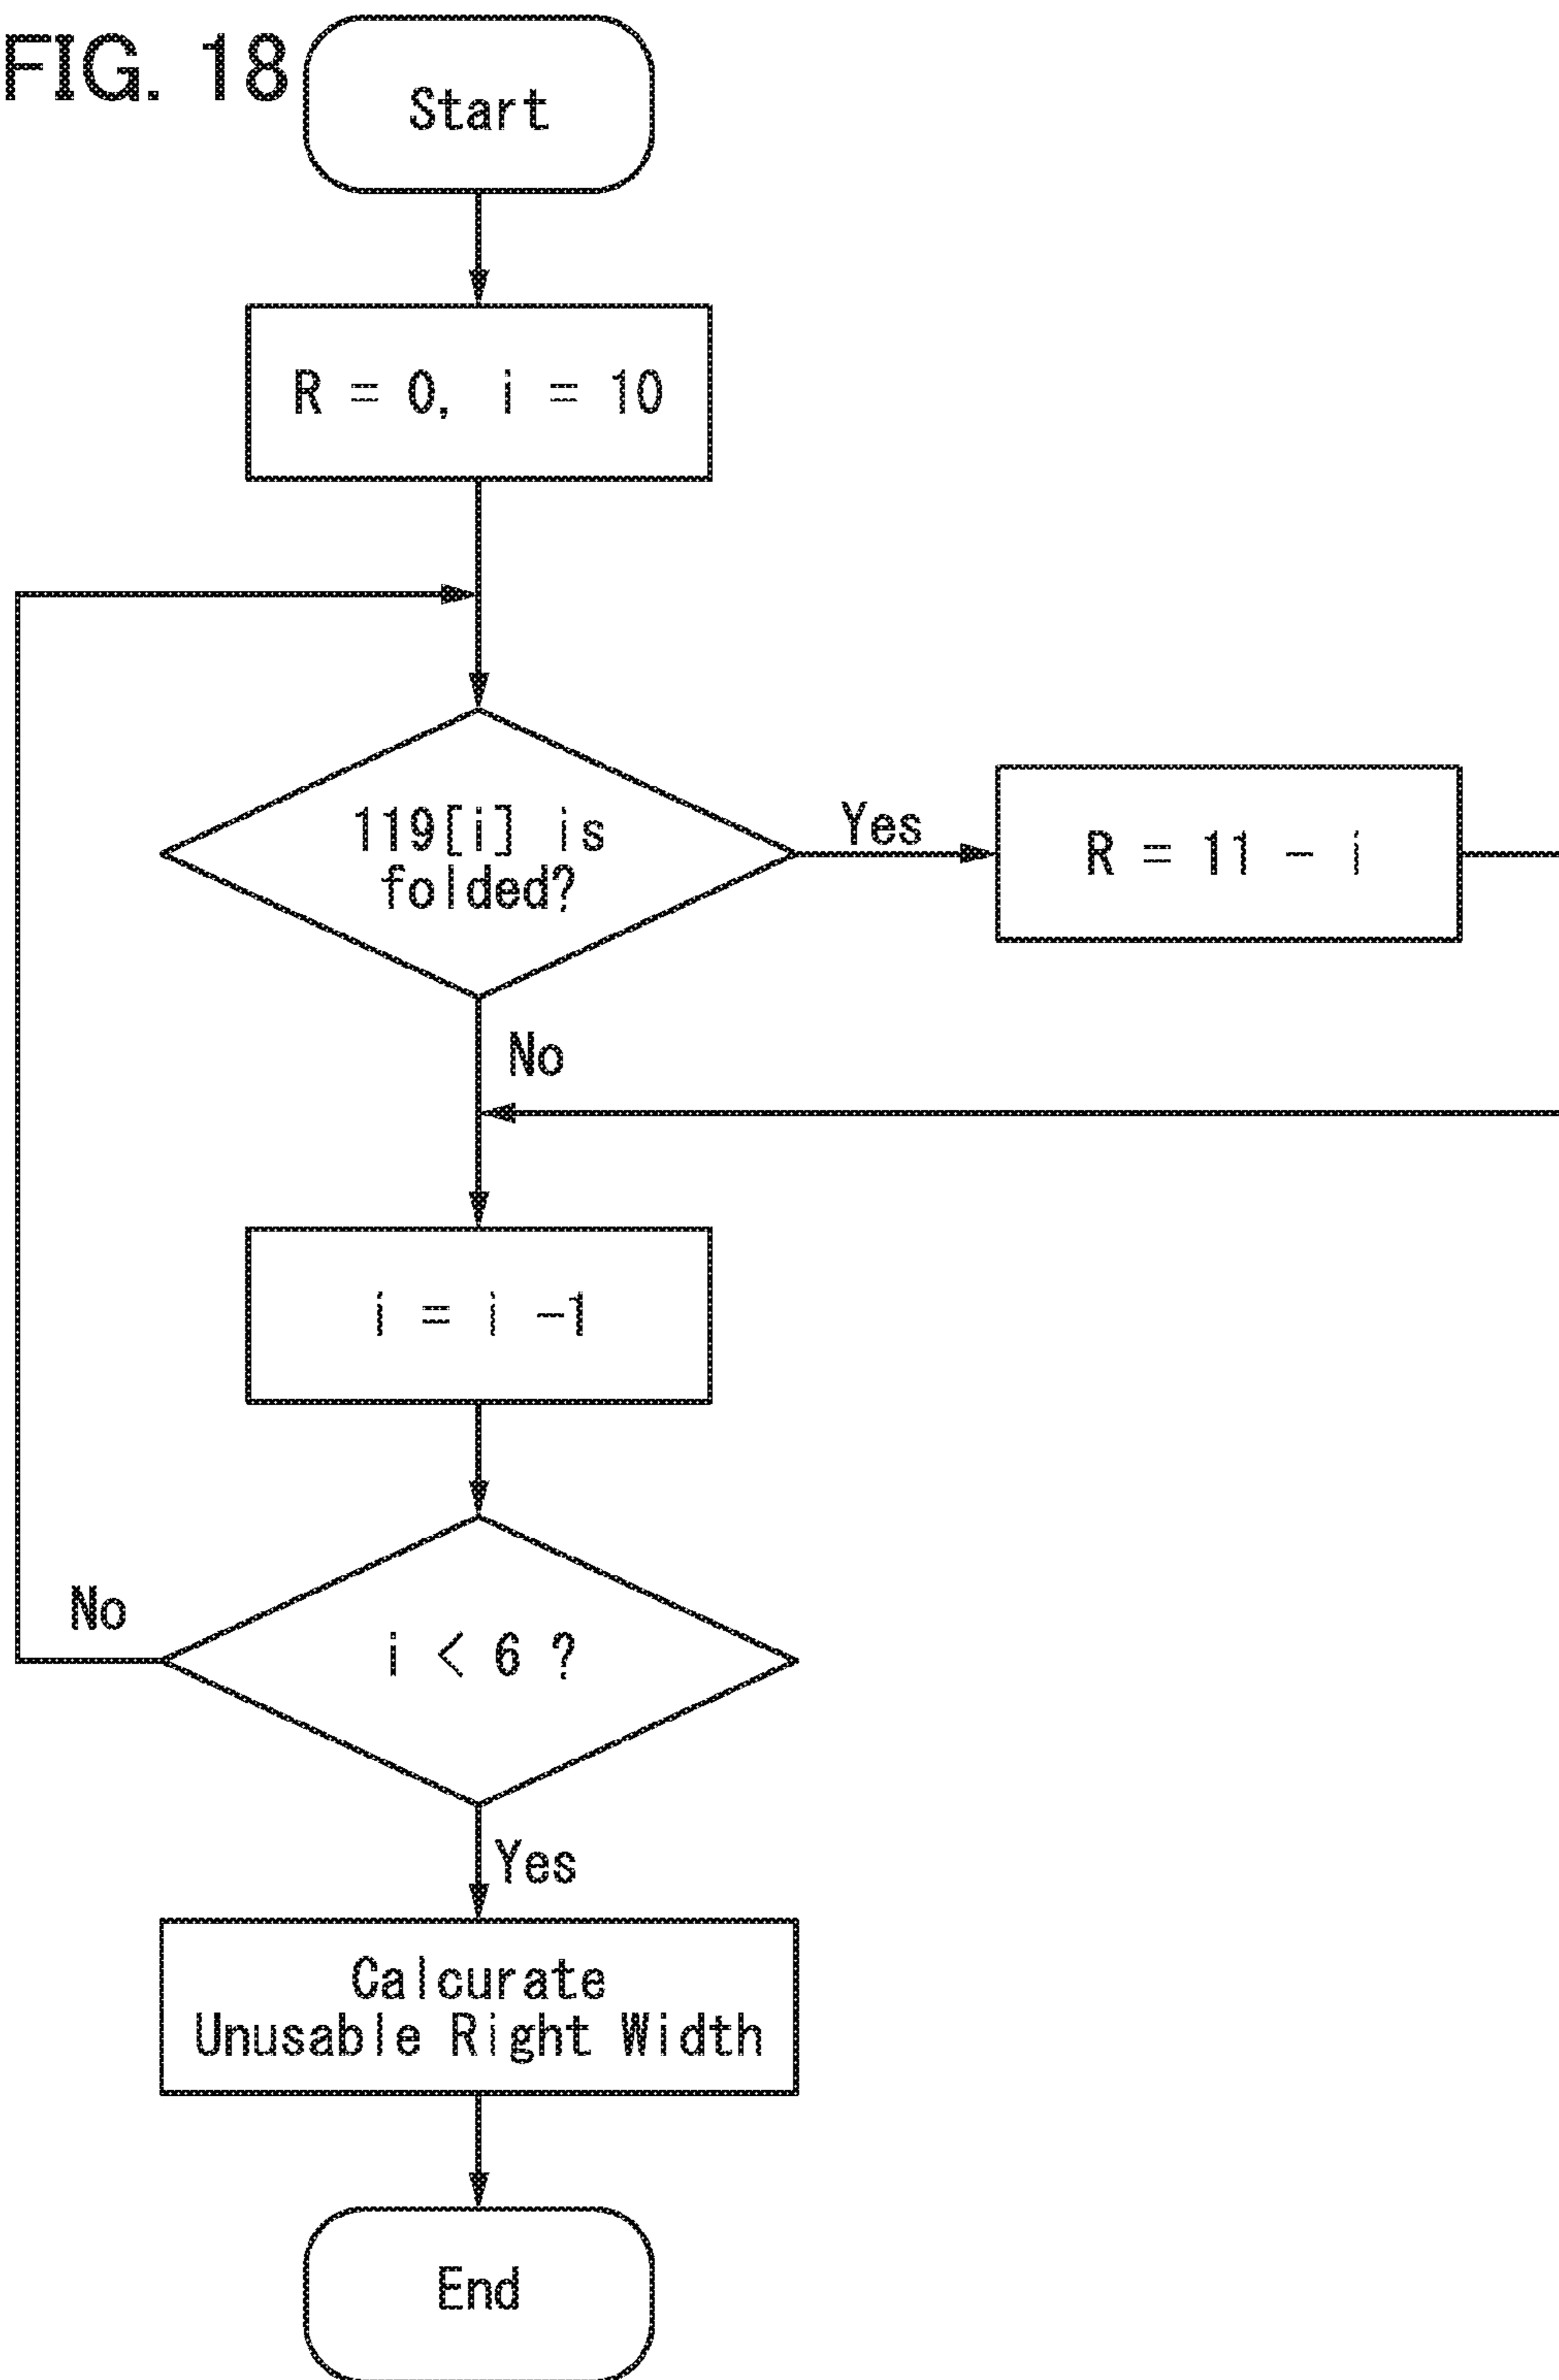 FIG. 18
Start
R = 0, i = 10
119[i] is
folded?
Yes
R = 11 - i
No
i = i -1
No
i < 6 ?
Yes
Calcurate
Unusable Right Width
End